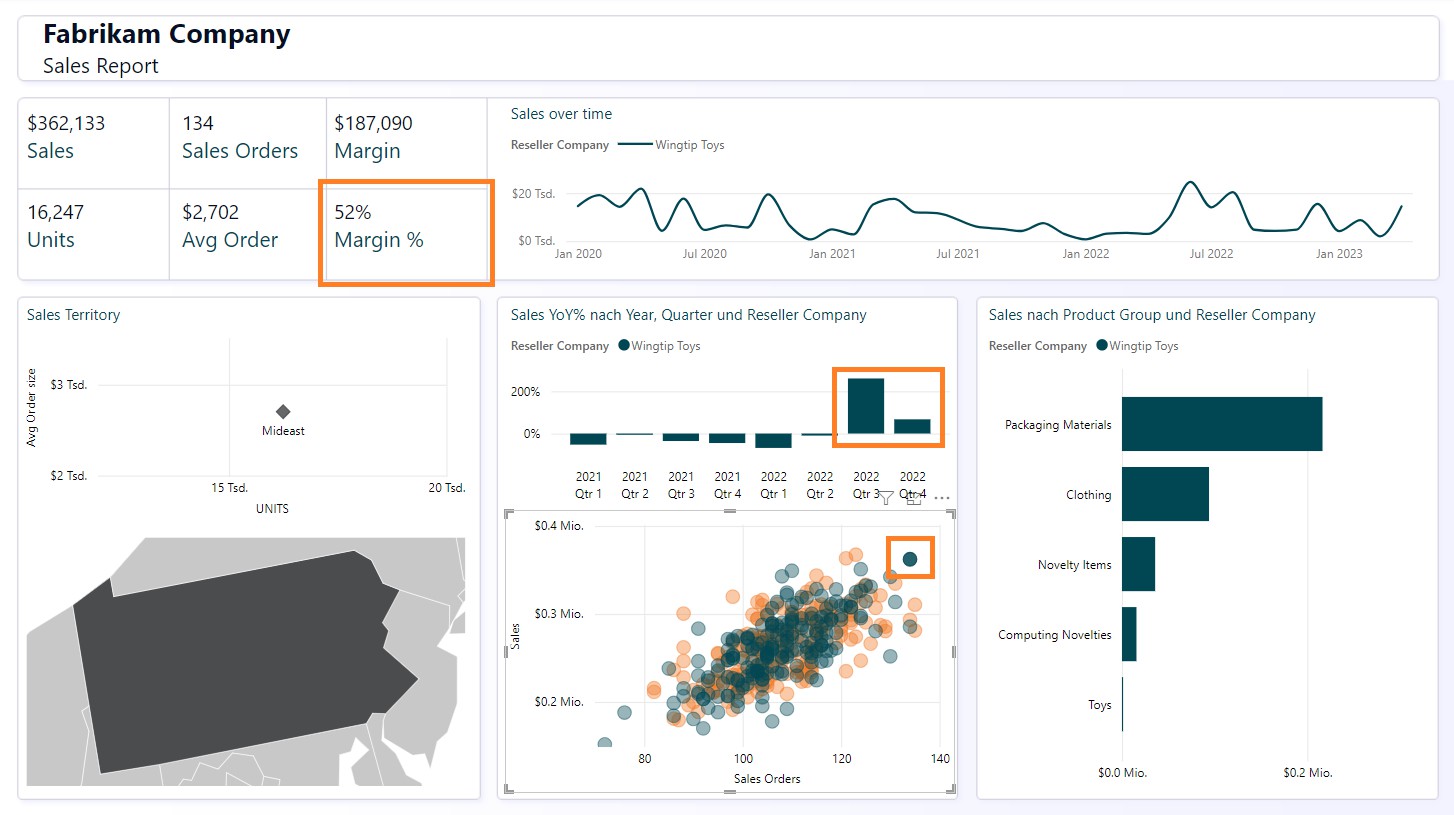 Fabrikam Company
Sales Report
$362,133
Sales
134
Sales Orders
$187,090
Margin
16,247
Units
$2,702
Avg Order
52%
Margin %
Sales over time
Reseller Company Wingtip Toys
$20 Tsd.
$0 Tsd.
Jan 2020 Jul 2020 Jan 2021 Jul 2021 Jan 2022 Jul 2022 Jan 2023
Sales Territory
Avg Order size
$3 Tsd.
Mideast
$2 Tsd.
15 Tsd. 20 Tsd.
UNITS
Sales YoY% nach Year, Quarter und Reseller Company
Reseller Company Wingtip Toys
200%
0%
2021 2021 2021 2021 2022 2022 2022 2022
Qtr 1 Qtr 2 Qtr 3 Qtr 4 Qtr 1 Qtr 2 Qtr 3 Qtr 4
$0.4 Mio.
$0.3 Mio.
Sales
$0.2 Mio.
80 100 120 140
Sales Orders
Sales nach Product Group und Reseller Company
Reseller Company Wingtip Toys
Packaging Materials
Clothing
Novelty Items
Computing Novelties
Toys
$0.0 Mio. $0.2 Mio.